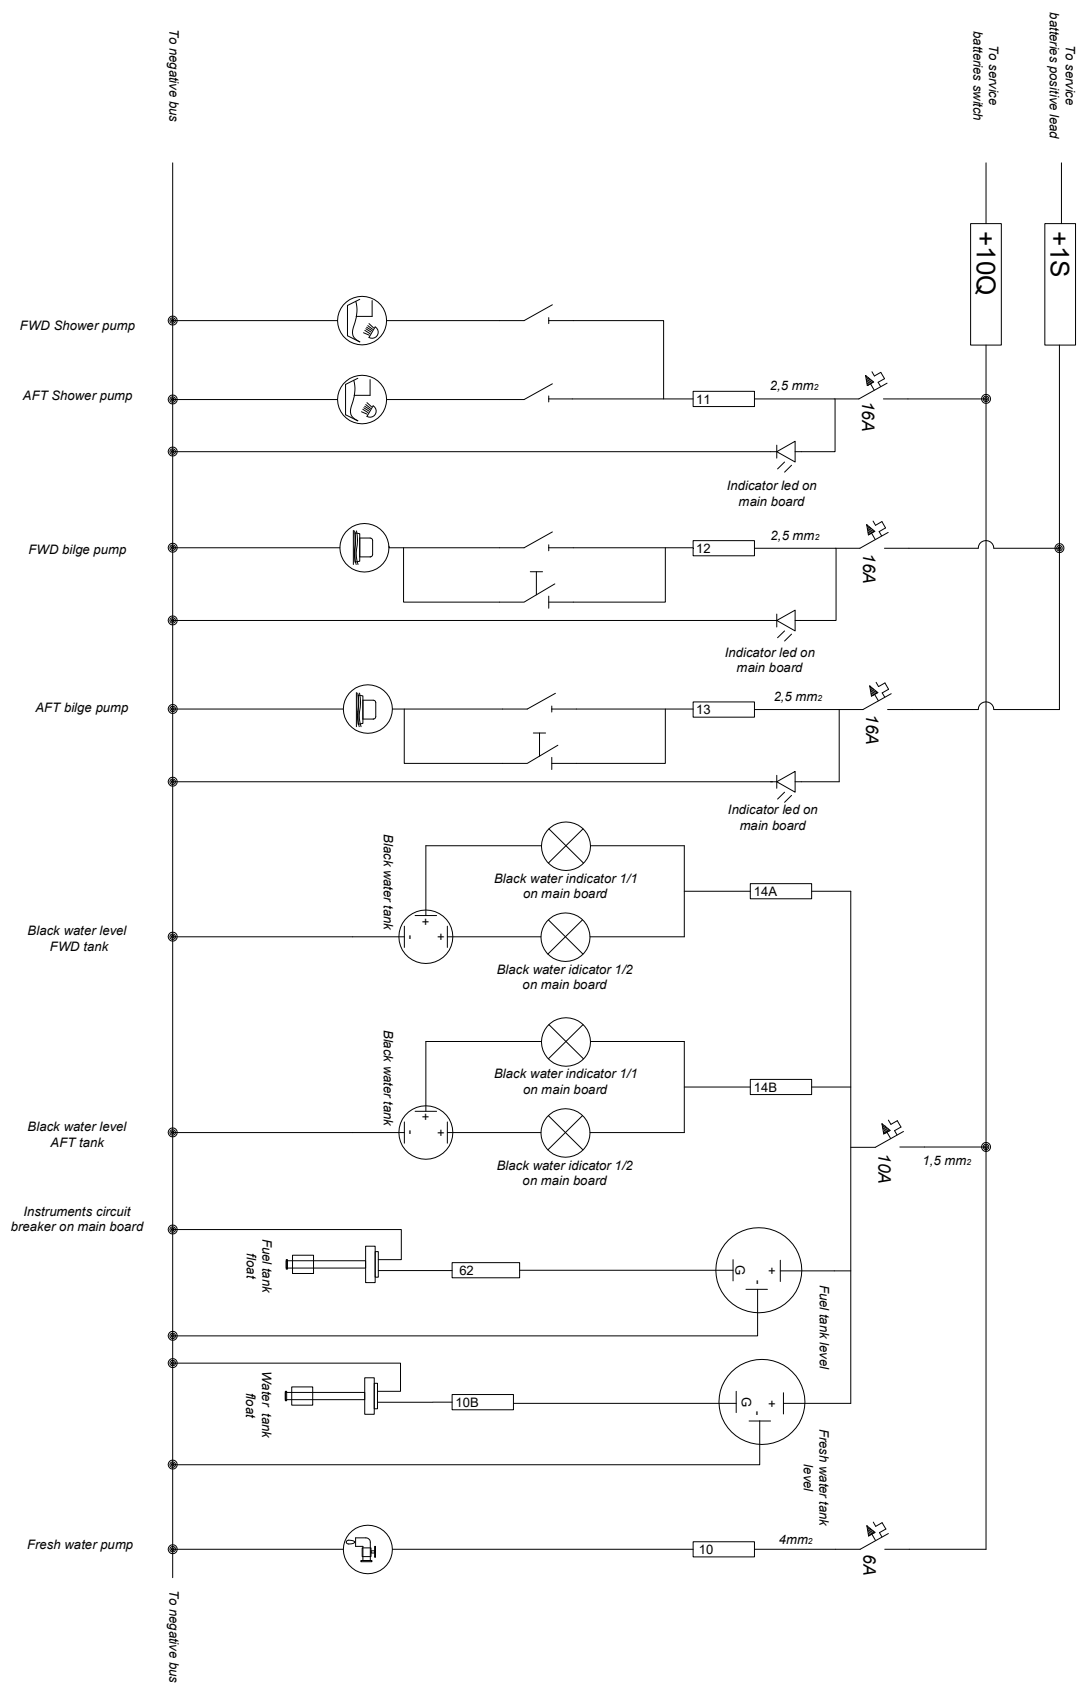 To negative bus
To service
batteries switch
To service
batteries positive lead
+10Q
+1S
FWD Shower pump
AFT Shower pump
11
2,5 mm2
16A
Indicator led on
main board
FWD bilge pump
12
2,5 mm2
16A
Indicator led on
main board
AFT bilge pump
13
2,5 mm2
16A
Indicator led on
main board
Black water tank
Black water indicator 1/1
on main board
14A
Black water level
FWD tank
+
-
+
Black water idicator 1/2
on main board
Black water tank
Black water indicator 1/1
on main board
14B
Black water level
AFT tank
+
-
+
Black water idicator 1/2
on main board
10A
1,5 mm2
Instruments circuit
breaker on main board
Fuel tank
float
62
G
+
-
Fuel tank level
Water tank
float
10B
G
+
-
Fresh water tank
level
Fresh water pump
10
4mm2
6A
To negative bus